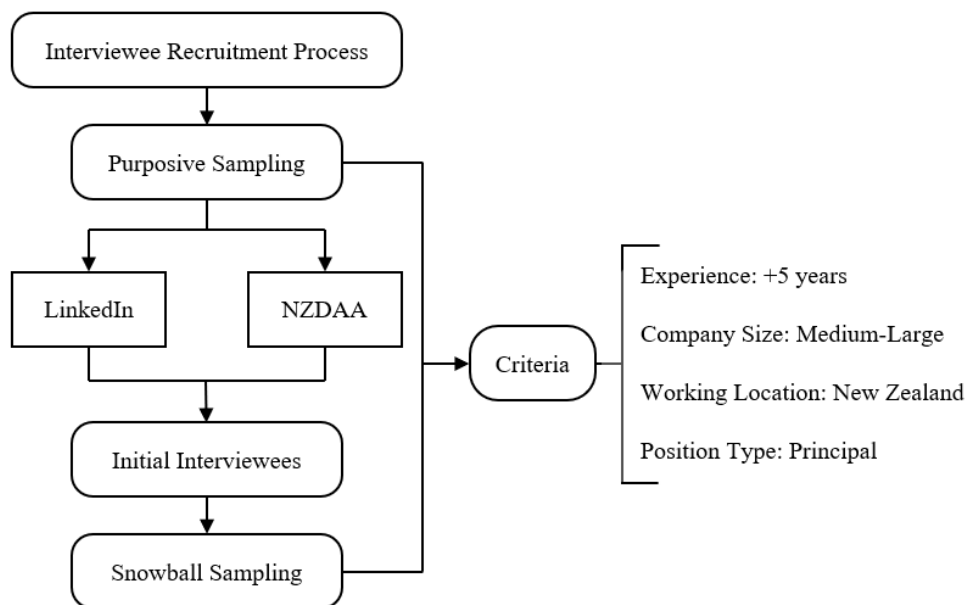 Interviewee Recruitment Process
Purposive Sampling
LinkedIn
NZDAA
Initial Interviewees
Snowball Sampling
Criteria
Experience: +5 years
Company Size: Medium-Large
Working Location: New Zealand
Position Type: Principal